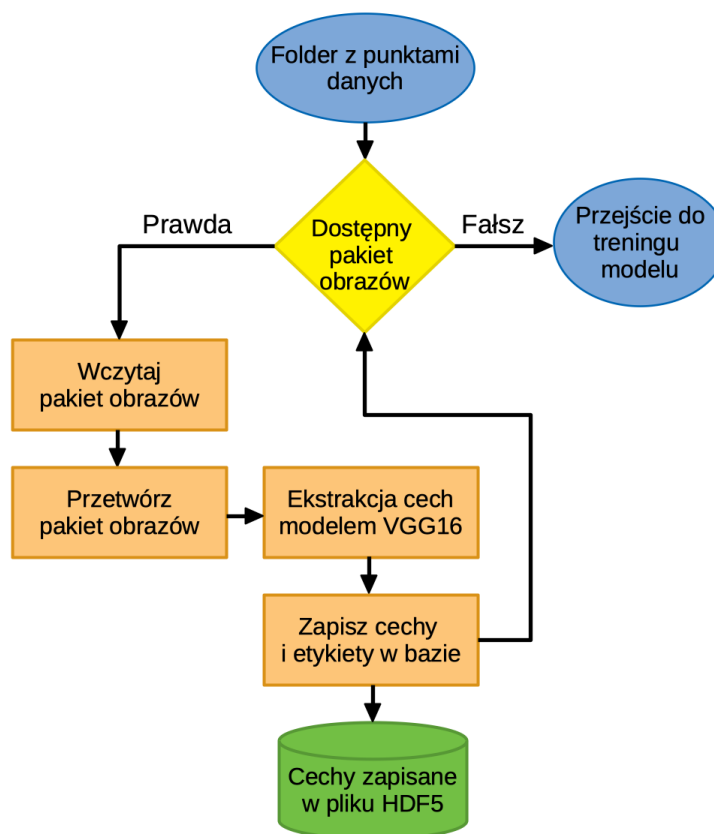 Folder z punktami
danych
Prawda
Dostępny
pakiet
obrazów
Fałsz
Przejście do
treningu
modelu
Wczytaj
pakiet obrazów
Przetwórz
pakiet obrazów
Ekstrakcja cech
modelem VGG16
Zapisz cechy
i etykiety w bazie
Cechy zapisane
w pliku HDF5